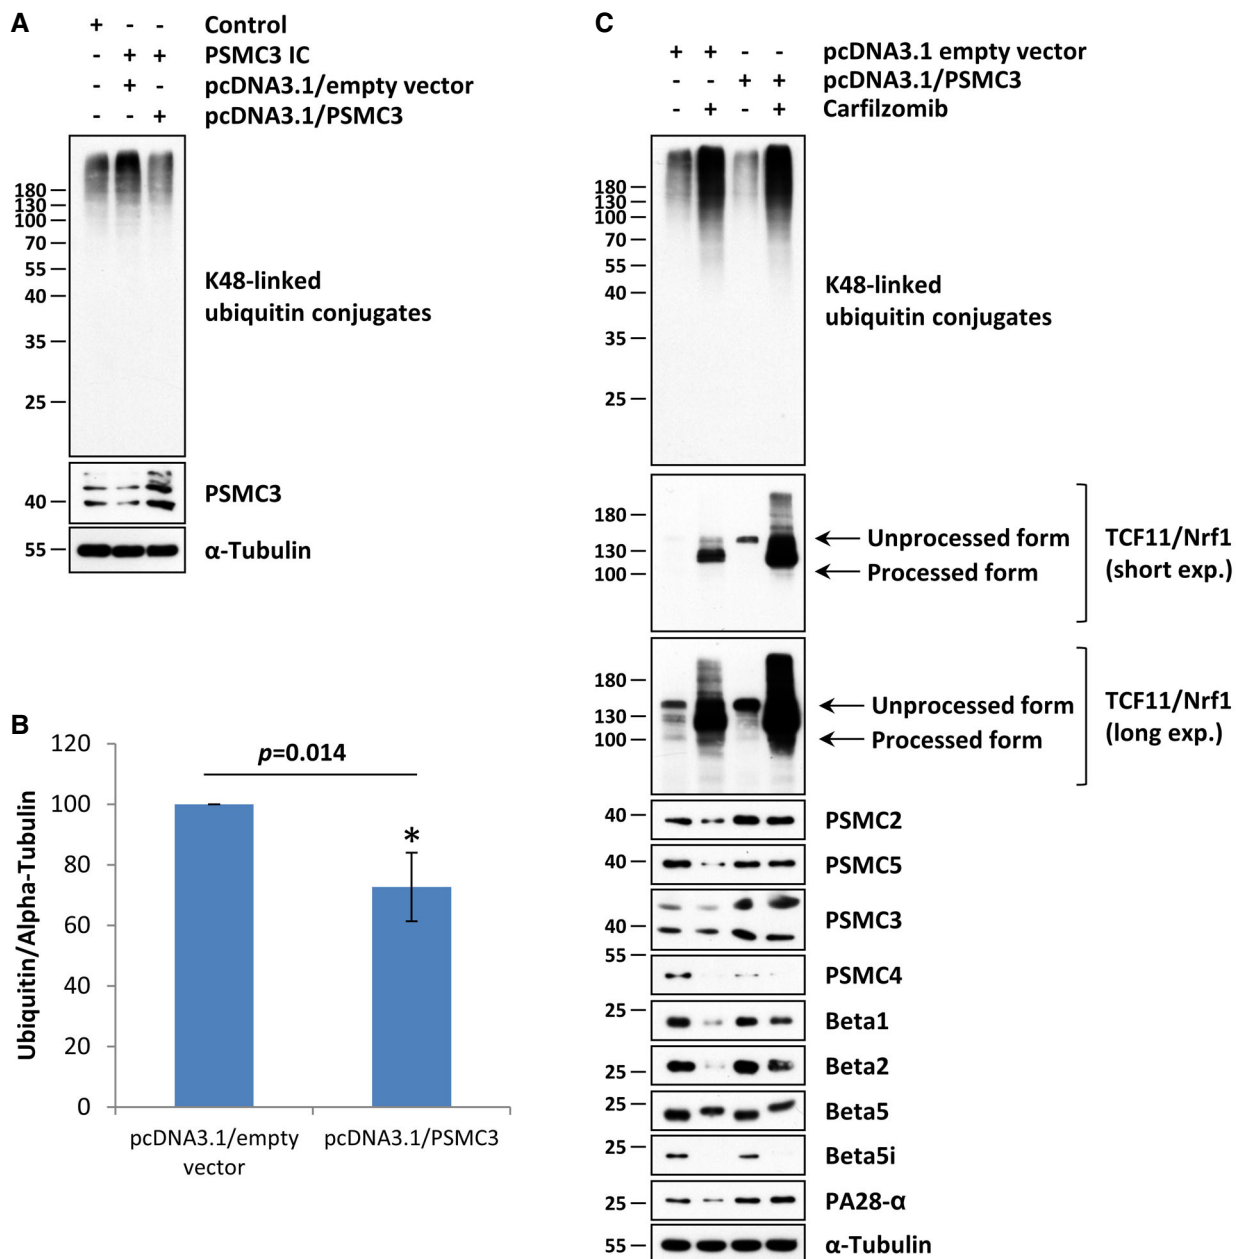 A
+ - - Control
- + + PSMC3 IC
- + - pcDNA3.1/empty vector
- - + pcDNA3.1/PSMC3
180
130
100
70
55
40
35
25
K48-linked
ubiquitin conjugates
40
PSMC3
55
α-Tubulin
B
Ubiquitin/Alpha-Tubulin
120
100
80
60
40
20
0
p=0.014
*
pcDNA3.1/empty
vector
pcDNA3.1/PSMC3
C
+ + - - pcDNA3.1 empty vector
- - + + pcDNA3.1/PSMC3
- + - + Carfilzomib
180
130
100
70
55
40
35
25
K48-linked
ubiquitin conjugates
180
130
100
Unprocessed form
Processed form
TCF11/Nrf1
(short exp.)
180
130
100
Unprocessed form
Processed form
TCF11/Nrf1
(long exp.)
40
PSMC2
40
PSMC5
40
PSMC3
55
PSMC4
25
Beta1
25
Beta2
25
Beta5
25
Beta5i
25
PA28-α
55
α-Tubulin